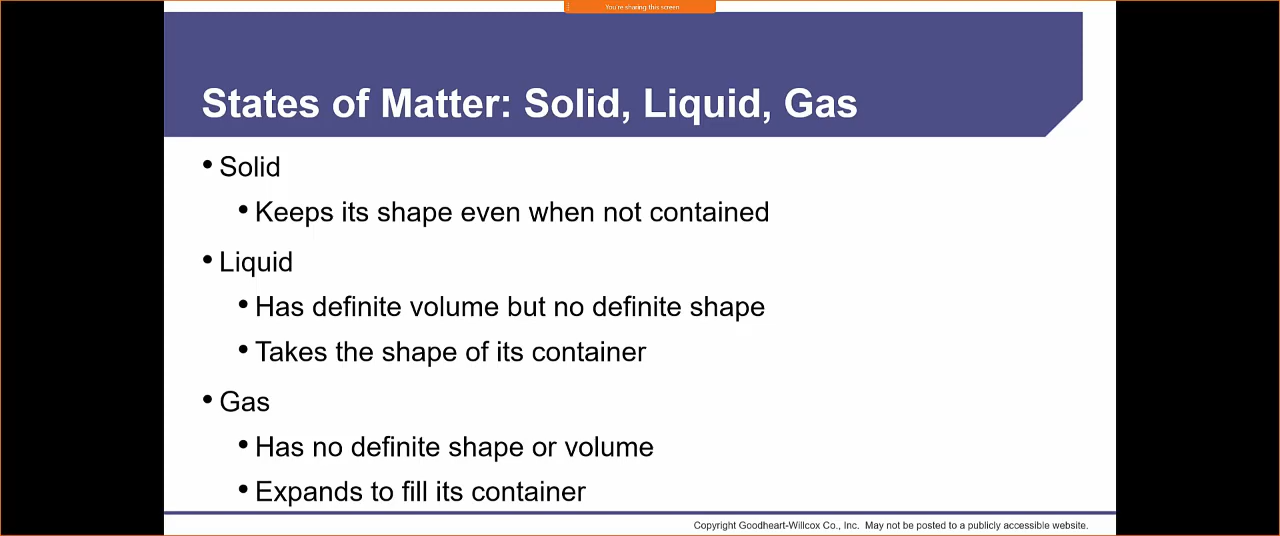 You're sharing this screen
States of Matter: Solid, Liquid, Gas
• Solid
• Keeps its shape even when not contained
• Liquid
• Has definite volume but no definite shape
• Takes the shape of its container
• Gas
• Has no definite shape or volume
• Expands to fill its container
Copyright Goodheart-Willcox Co., Inc. May not be posted to a publicly accessible website.